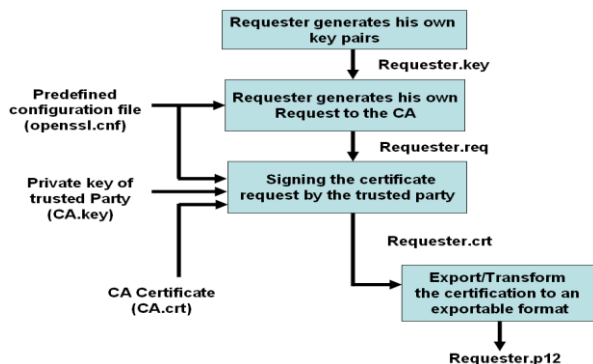 Requester generates his own
key pairs
Requester.key
Predefined
configuration file
(openssl.cnf)
Requester generates his own
Request to the CA
Requester.req
Private key of
trusted Party
(CA.key)
Signing the certificate
request by the trusted party
Requester.crt
CA Certificate
(CA.crt)
Export/Transform
the certification to an
exportable format
Requester.p12